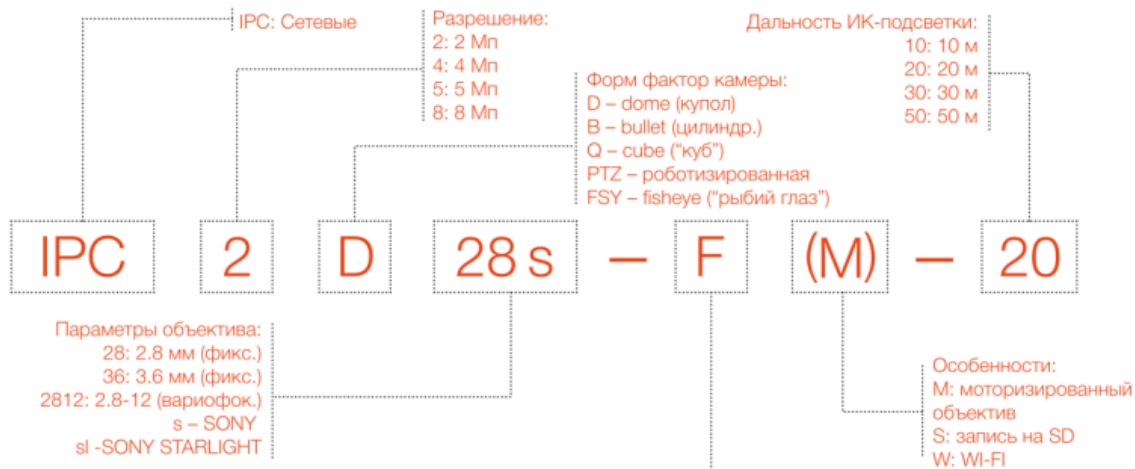 IPC: Сетевые
Разрешение:
2: 2 Мп
4: 4 Мп
5: 5 Мп
8: 8 Мп
Форм фактор камеры:
D – dome (купол)
B – bullet (цилиндр.)
Q – cube (“куб”)
PTZ – роботизированная
FSY – fisheye (“рыбий глаз”)
Дальность ИК-подсветки:
10: 10 м
20: 20 м
30: 30 м
50: 50 м
IPC 2 D 28 s – F (M) – 20
Параметры объектива:
28: 2.8 мм (фикс.)
36: 3.6 мм (фикс.)
2812: 2.8-12 (вариофок.)
s – SONY
sl -SONY STARLIGHT
Особенности:
M: моторизированный
объектив
S: запись на SD
W: WI-FI